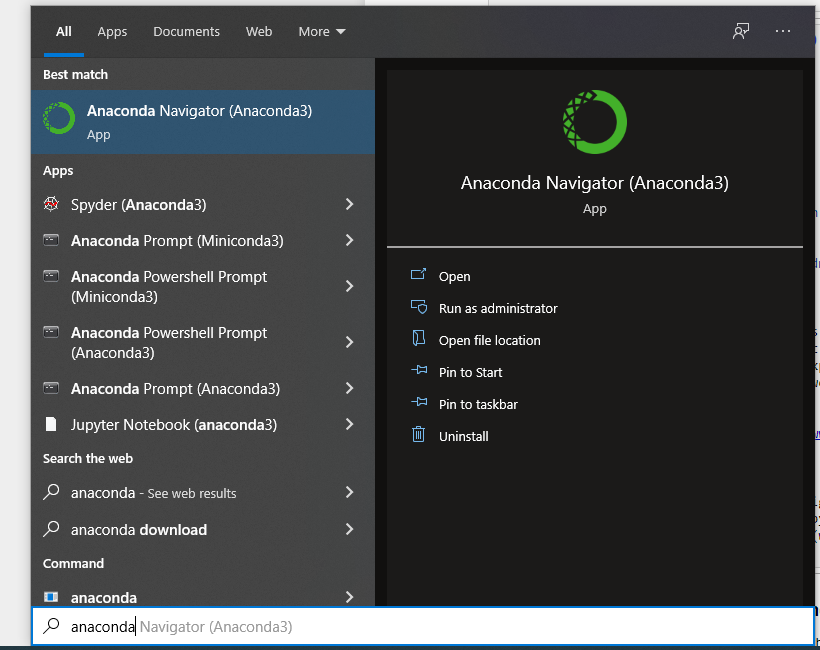 All Apps Documents Web More
Best match
Anaconda Navigator (Anaconda3)
App
Apps
Spyder (Anaconda3)
Anaconda Prompt (Miniconda3)
Anaconda Powershell Prompt
(Miniconda3)
Anaconda Powershell Prompt
(Anaconda3)
Anaconda Prompt (Anaconda3)
Jupyter Notebook (anaconda3)
Search the web
anaconda - See web results
anaconda download
Command
anaconda
anaconda Navigator (Anaconda3)
Anaconda Navigator (Anaconda3)
App
Open
Run as administrator
Open file location
Pin to Start
Pin to taskbar
Uninstall